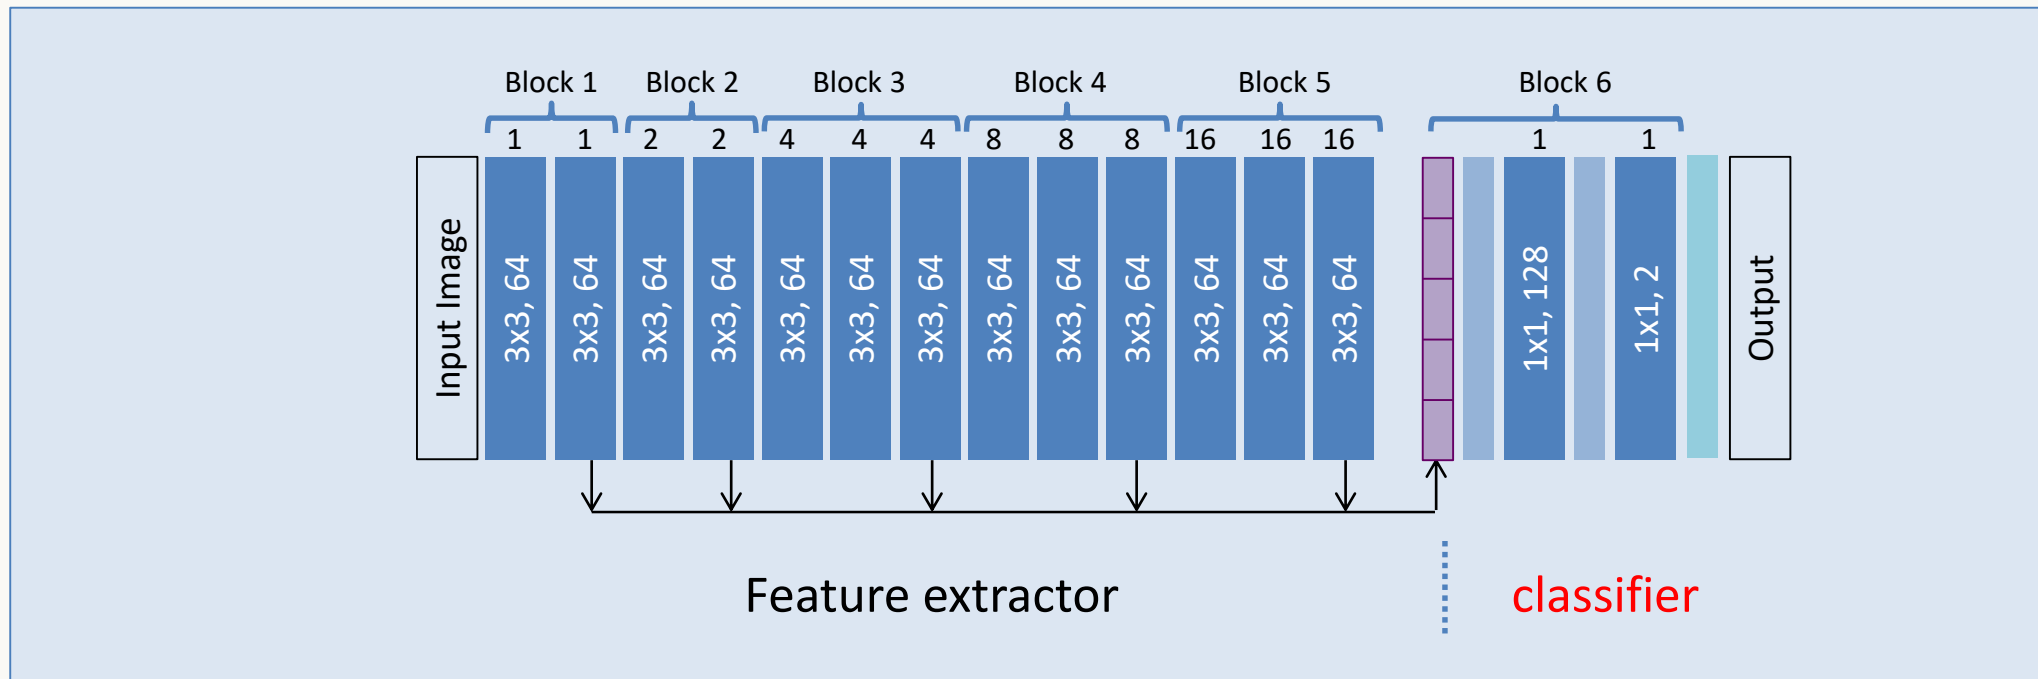 Block 1 Block 2 Block 3 Block 4 Block 5 Block 6
1 1 2 2 4 4 4 8 8 8 16 16 16 1 1
Input Image
3x3, 64
3x3, 64
3x3, 64
3x3, 64
3x3, 64
3x3, 64
3x3, 64
3x3, 64
3x3, 64
3x3, 64
3x3, 64
3x3, 64
3x3, 64
1x1, 128
1x1, 2
Output
Feature extractor
classifier